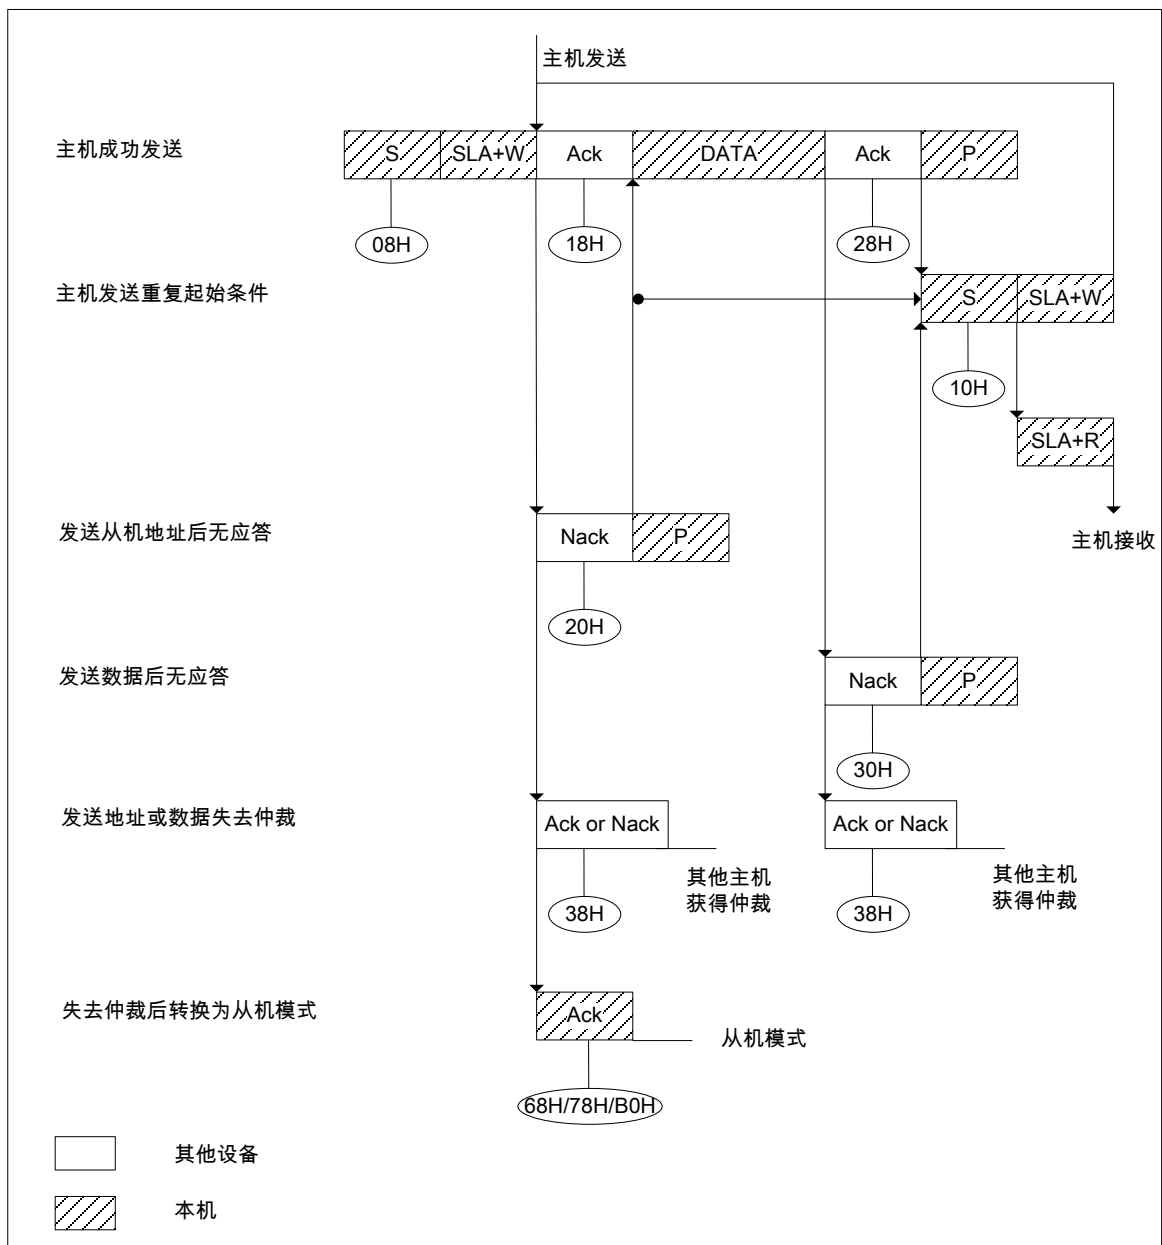 主机发送
主机成功发送
S
SLA+W
Ack
DATA
Ack
P
08H
18H
28H
主机发送重复起始条件
S
SLA+W
10H
SLA+R
发送从机地址后无应答
Nack
P
主机接收
20H
发送数据后无应答
Nack
P
30H
发送地址或数据失去仲裁
Ack or Nack
Ack or Nack
其他主机
获得仲裁
其他主机
获得仲裁
38H
38H
失去仲裁后转换为从机模式
Ack
从机模式
68H/78H/B0H
其他设备
本机